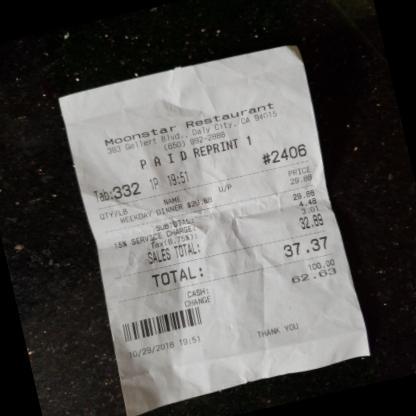 Moonstar Restaurant
383 Gellert Blvd., Daly City, CA 94015
(650) 992-2888
PAID REPRINT 1
#2406
Tab:332 1P 19:51
QTY/LB NAME U/P PRICE
WEEKDAY DINNER $29.88 29.88
SUBTOTAL: 29.88
15% SERVICE CHARGE: 4.48
Tax(8.75%): 3.01
SALES TOTAL: 32.89
TOTAL: 37.37
CASH: 100.00
CHANGE 62.63
10/29/2018 19:51
THANK YOU